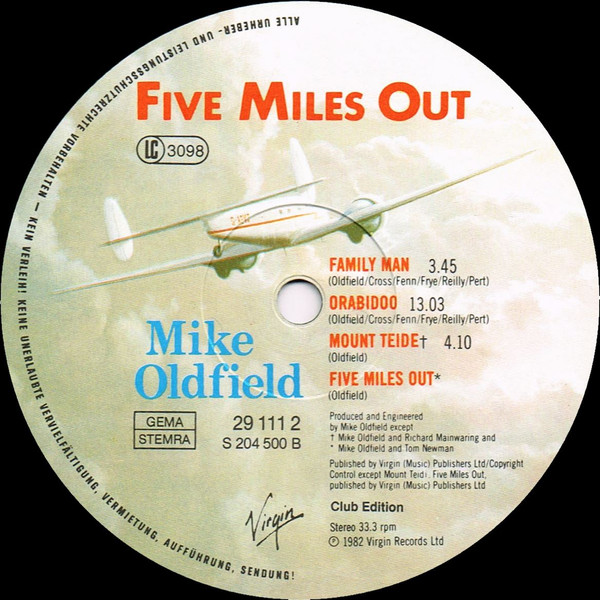 ALLE URHEBER- UND LEISTUNGSSCHUTZRECHTE VORBEHALTEN – KEIN VERLEIH! KEINE UNERLAUBTE VERVIELFÄLTIGUNG, VERMIETUNG, AUFFÜHRUNG, SENDUNG!
FIVE MILES OUT
LC 3098
FAMILY MAN 3.45
(Oldfield/Cross/Fenn/Frye/Reilly/Pert)
ORABIDOO 13.03
(Oldfield/Cross/Fenn/Frye/Reilly/Pert)
MOUNT TEIDE† 4.10
(Oldfield)
FIVE MILES OUT*
(Oldfield)
Mike
Oldfield
GEMA
STEMRA
29 111 2
S 204 500 B
Produced and Engineered
by Mike Oldfield except
† Mike Oldfield and Richard Mainwaring and
* Mike Oldfield and Tom Newman
Published by Virgin (Music) Publishers Ltd/Copyright
Control except Mount Teidi, Five Miles Out,
published by Virgin (Music) Publishers Ltd
Club Edition
Stereo 33.3 rpm
Ⓟ 1982 Virgin Records Ltd
Virgin